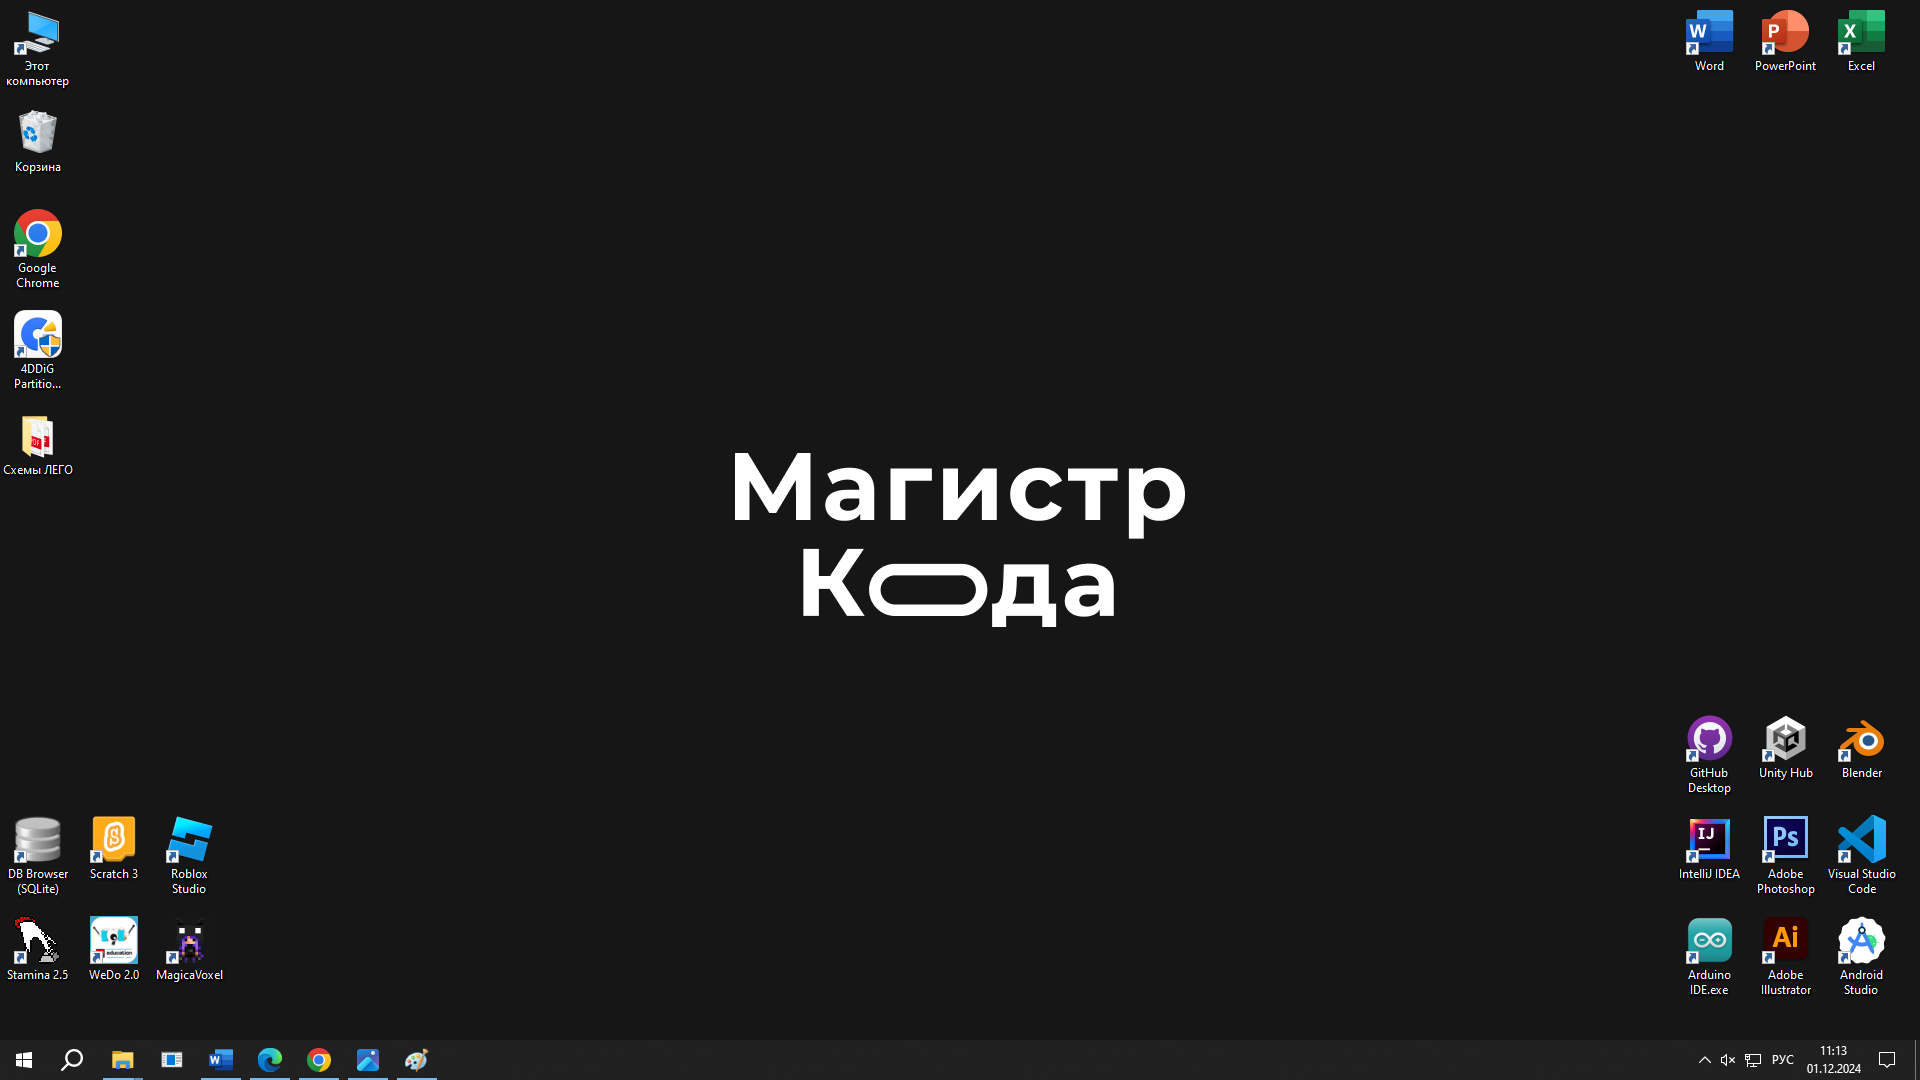 Этот
компьютер
Корзина
Google
Chrome
4DDiG
Partitio...
Схемы ЛЕГО
Word
PowerPoint
Excel
Магистр
Кода
DB Browser
(SQLite)
Scratch 3
Roblox
Studio
Stamina 2.5
WeDo 2.0
MagicaVoxel
GitHub
Desktop
Unity Hub
Blender
IntelliJ IDEA
Adobe
Photoshop
Visual Studio
Code
Arduino
IDE.exe
Adobe
Illustrator
Android
Studio
РУС
11:13
01.12.2024